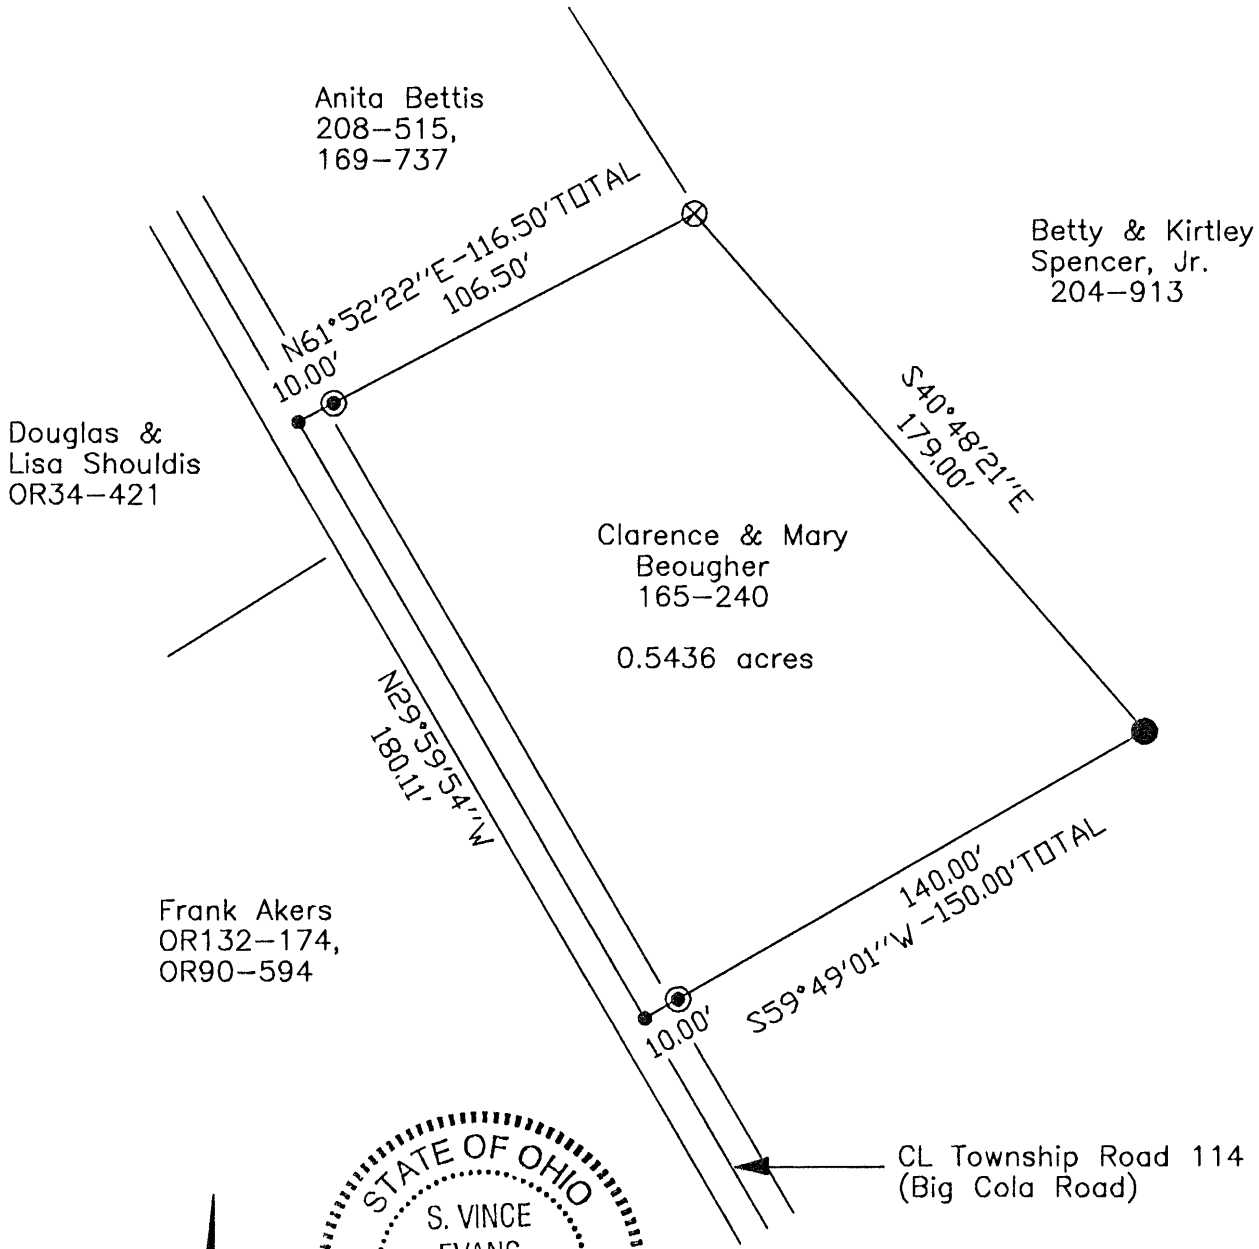 Anita Bettis
208-515,
169-737
N61°52'22"E-116.50'TOTAL
106.50'
10.00'
Betty & Kirtley
Spencer, Jr.
204-913
S40°48'21"E
179.00'
Douglas &
Lisa Shouldis
OR34-421
Clarence & Mary
Beougher
165-240
0.5436 acres
N29°59'54"W
180.11'
Frank Akers
OR132-174,
OR90-594
140.00'
S59°49'01"W -150.00'TOTAL
10.00'
CL Township Road 114
(Big Cola Road)
STATE OF OHIO
S. VINCE
EVANS